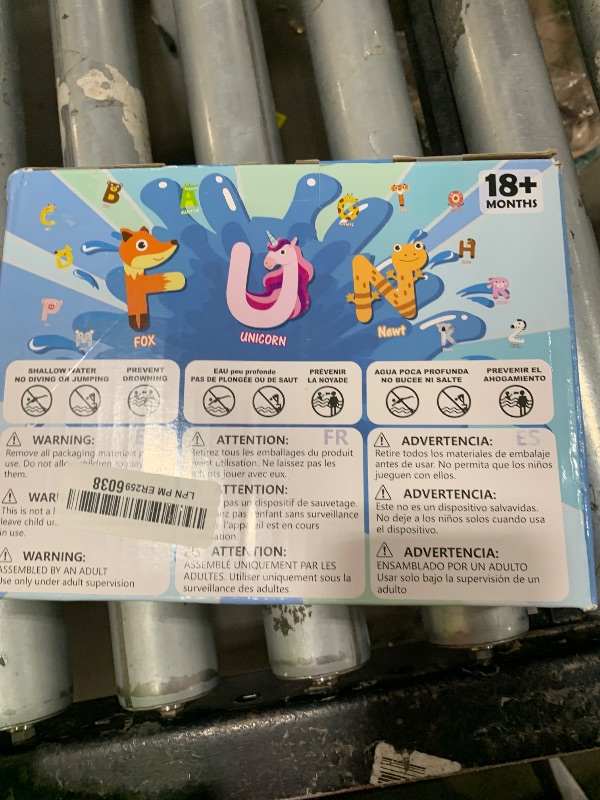 18+
MONTHS
FOX
UNICORN
Newt
SHALLOW WATER
NO DIVING OR JUMPING
PREVENT
DROWNING
EAU peu profonde
PAS DE PLONGÉE OU DE SAUT
PRÉVENIR
LA NOYADE
AGUA POCA PROFUNDA
NO BUCEE NI SALTE
PREVENIR EL
AHOGAMIENTO
WARNING:
Remove all packaging
use. Do not
them.
This is not a
leave child
in use.
WARNING:
ASSEMBLED BY AN ADULT
Use only under adult supervision
LPN PM ER2596038
ATTENTION: FR
Retirez tous les emballages du produit
utilisation. Ne laissez pas les
jouer avec eux.
ATTENTION:
pas un dispositif de sauvetage.
pas enfant sans surveillance
l'appareil est en cours
ATTENTION:
ASSEMBLÉ UNIQUEMENT PAR LES
ADULTES. Utiliser uniquement sous la
surveillance des adultes
ADVERTENCIA: ES
Retire todos los materiales de embalaje
antes de usar. No permita que los niños
jueguen con ellos.
ADVERTENCIA:
Este no es un dispositivo salvavidas.
No deje a los niños solos cuando usa
el dispositivo.
ADVERTENCIA:
ENSAMBLADO POR UN ADULTO
Usar solo bajo la supervisión de un
adulto